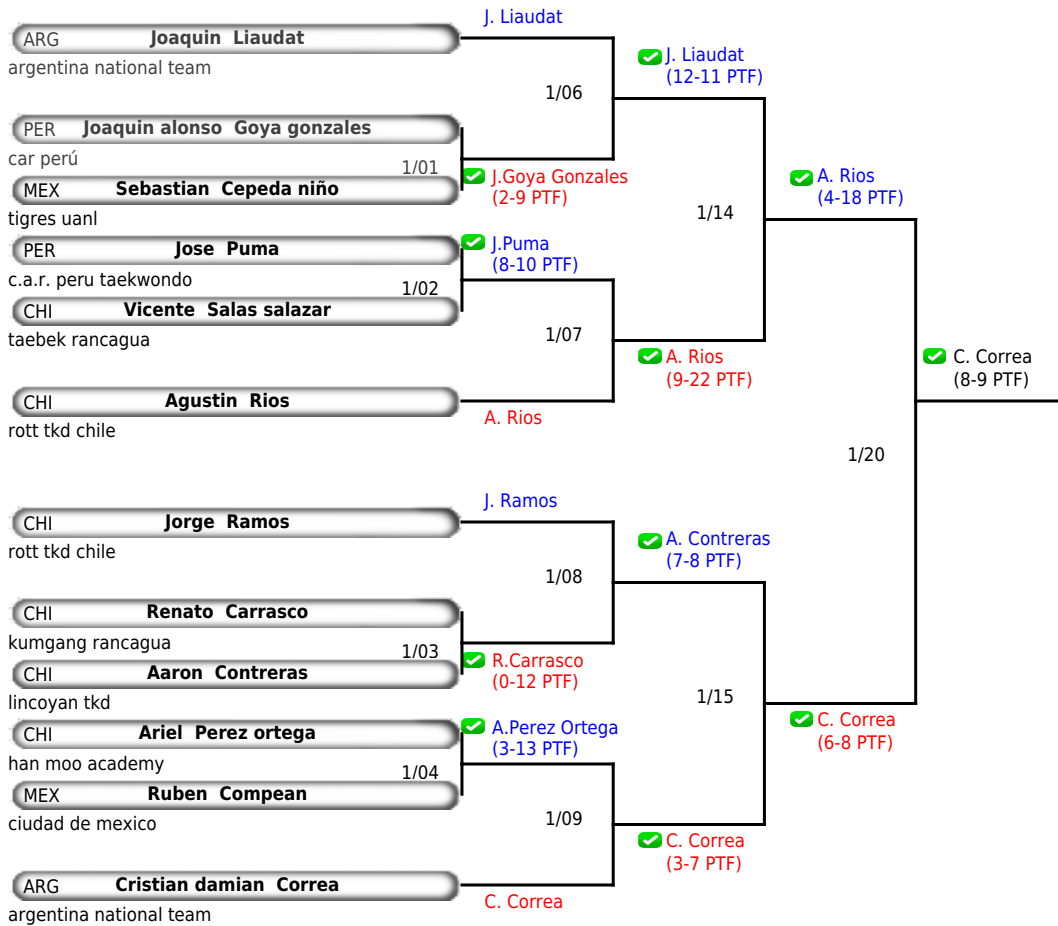 J. Liaudat
ARG Joaquin Liaudat
argentina national team
J. Liaudat
(12-11 PTF)
1/06
PER Joaquin alonso Goya gonzales
car perú
1/01
J.Goya Gonzales
(2-9 PTF)
MEX Sebastian Cepeda niño
tigres uanl
A. Rios
(4-18 PTF)
1/14
PER Jose Puma
c.a.r. peru taekwondo
J.Puma
(8-10 PTF)
1/02
CHI Vicente Salas salazar
taebek rancagua
1/07
A. Rios
(9-22 PTF)
C. Correa
(8-9 PTF)
CHI Agustin Rios
rott tkd chile
A. Rios
1/20
J. Ramos
CHI Jorge Ramos
rott tkd chile
A. Contreras
(7-8 PTF)
1/08
CHI Renato Carrasco
kumgang rancagua
1/03
R.Carrasco
(0-12 PTF)
CHI Aaron Contreras
lincoyan tkd
1/15
C. Correa
(6-8 PTF)
CHI Ariel Perez ortega
han moo academy
A.Perez Ortega
(3-13 PTF)
1/04
MEX Ruben Compean
ciudad de mexico
1/09
C. Correa
(3-7 PTF)
ARG Cristian damian Correa
argentina national team
C. Correa